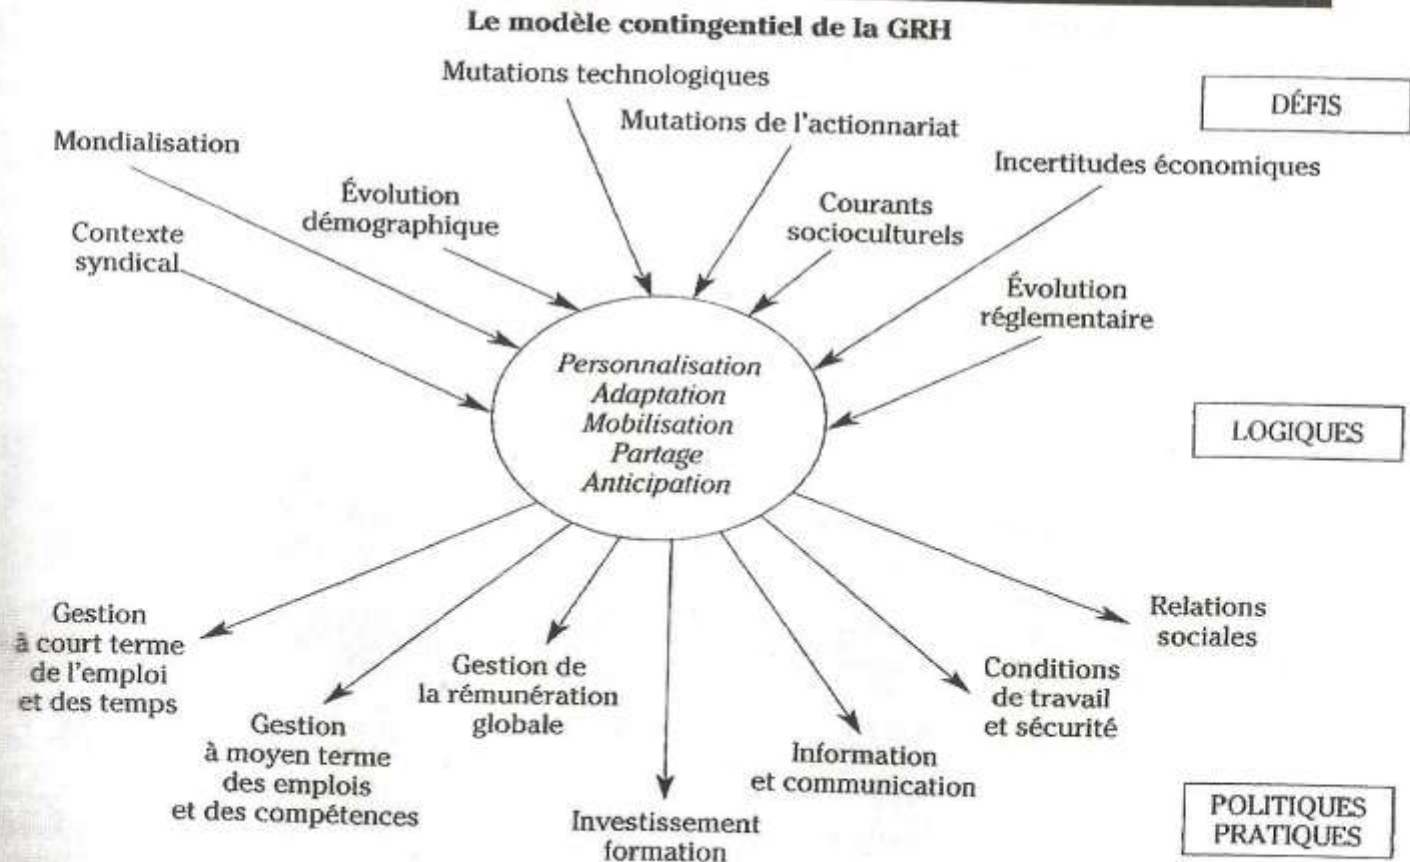 Le modèle contingentiel de la GRH
Mutations technologiques
DÉFIS
Mutations de l'actionnariat
Mondialisation
Incertitudes économiques
Évolution
démographique
Courants
socioculturels
Contexte
syndical
Évolution
réglementaire
Personnalisation
Adaptation
Mobilisation
Partage
Anticipation
LOGIQUES
Gestion
à court terme
de l'emploi
et des temps
Gestion
à moyen terme
des emplois
et des compétences
Gestion de
la rémunération
globale
Investissement
formation
Information
et communication
Conditions
de travail
et sécurité
Relations
sociales
POLITIQUES
PRATIQUES